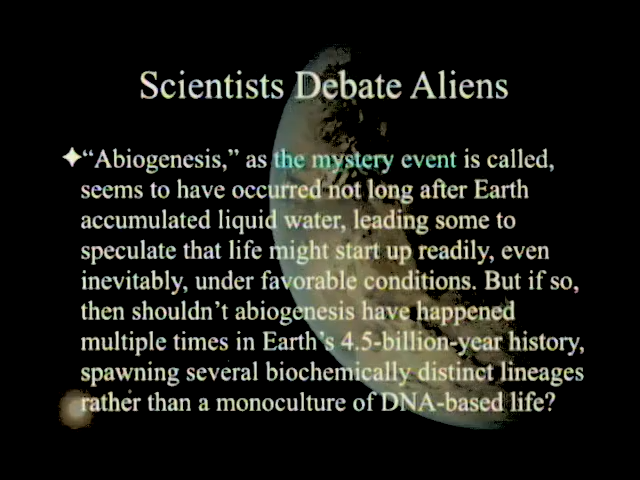 Scientists Debate Aliens
“Abiogenesis,” as the mystery event is called,
seems to have occurred not long after Earth
accumulated liquid water, leading some to
speculate that life might start up readily, even
inevitably, under favorable conditions. But if so,
then shouldn’t abiogenesis have happened
multiple times in Earth’s 4.5-billion-year history,
spawning several biochemically distinct lineages
rather than a monoculture of DNA-based life?